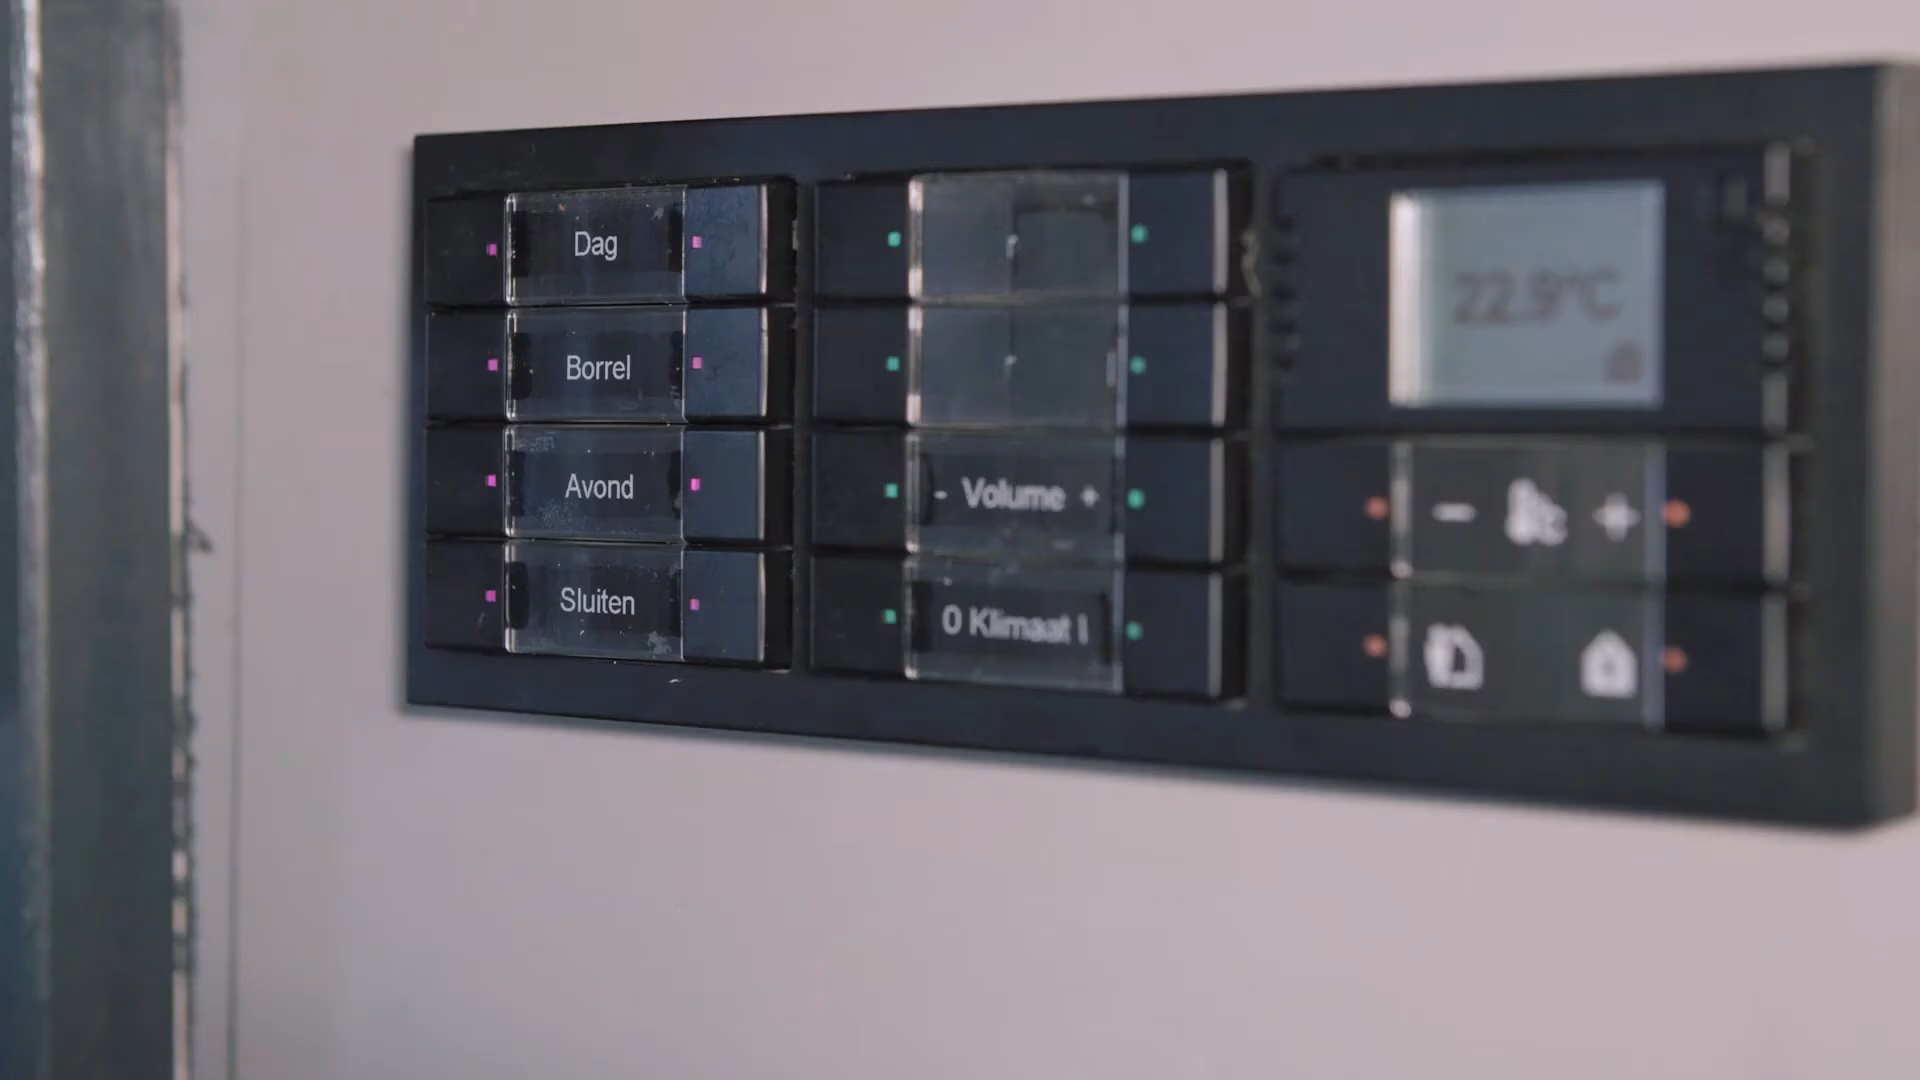 Dag
Borrel
Avond
Sluiten
- Volume +
0 Klimaat I
22.9°C
- +